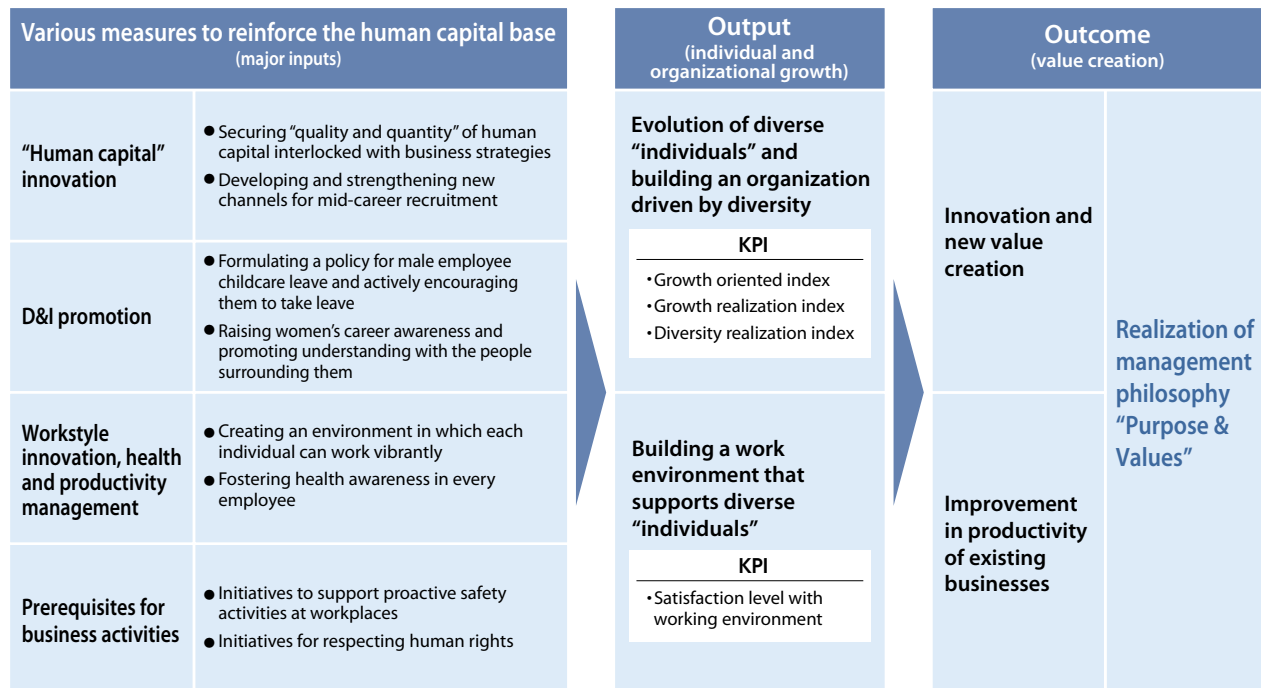 Various measures to reinforce the human capital base
(major inputs)
“Human capital”
innovation
● Securing “quality and quantity” of human
capital interlocked with business strategies
● Developing and strengthening new
channels for mid-career recruitment
D&I promotion
● Formulating a policy for male employee
childcare leave and actively encouraging
them to take leave
● Raising women’s career awareness and
promoting understanding with the people
surrounding them
Workstyle
innovation, health
and productivity
management
● Creating an environment in which each
individual can work vibrantly
● Fostering health awareness in every
employee
Prerequisites for
business activities
● Initiatives to support proactive safety
activities at workplaces
● Initiatives for respecting human rights
Output
(individual and
organizational growth)
Evolution of diverse
“individuals” and
building an organization
driven by diversity
KPI
・Growth oriented index
・Growth realization index
・Diversity realization index
Building a work
environment that
supports diverse
“individuals”
KPI
・Satisfaction level with
working environment
Outcome
(value creation)
Innovation and
new value
creation
Improvement
in productivity
of existing
businesses
Realization of
management
philosophy
“Purpose &
Values”